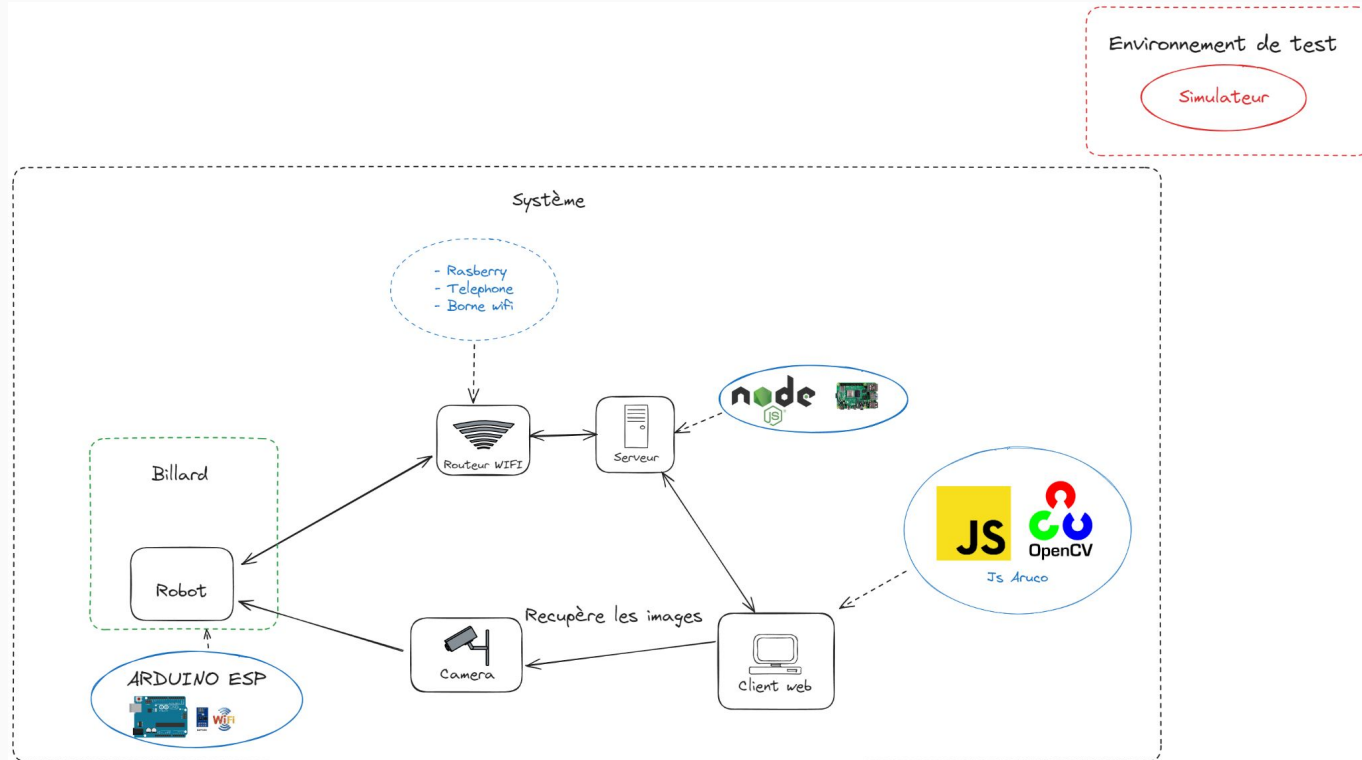 Environnement de test
Simulateur
Système
- Rasberry
- Telephone
- Borne wifi
node
JS
Routeur WIFI
Serveur
Billard
JS
OpenCV
Js Aruco
Robot
Recupère les images
Camera
Client web
ARDUINO ESP
WiFi